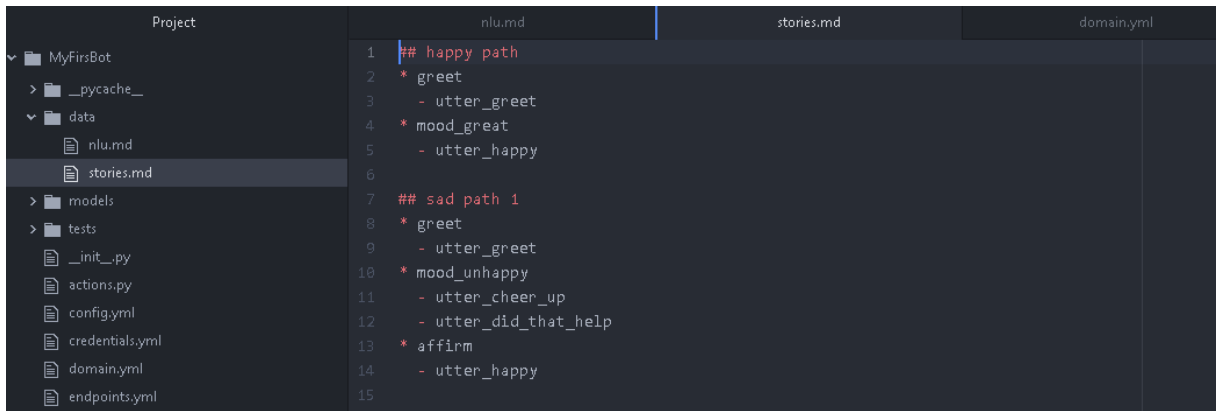 Project
nlu.md
stories.md
domain.yml
MyFirsBot
__pycache__
data
nlu.md
stories.md
models
tests
__init__.py
actions.py
config.yml
credentials.yml
domain.yml
endpoints.yml
1 ## happy path
2 * greet
3 - utter_greet
4 * mood_great
5 - utter_happy
6
7 ## sad path 1
8 * greet
9 - utter_greet
10 * mood_unhappy
11 - utter_cheer_up
12 - utter_did_that_help
13 * affirm
14 - utter_happy
15